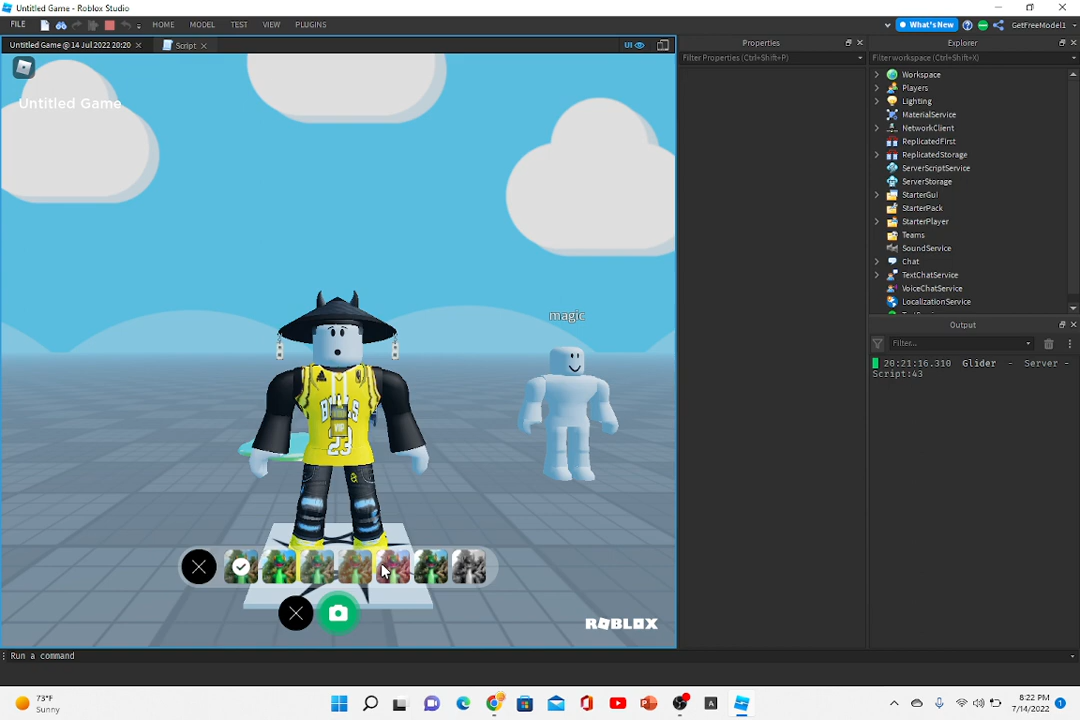 Untitled Game - Roblox Studio
FILE HOME MODEL TEST VIEW PLUGINS What's New GetFreeModel1
Untitled Game @ 14 Jul 2022 20:20 Script UI
Untitled Game
magic
BULLS
23
ROBLOX
Properties
Filter Properties (Ctrl+Shift+P)
Explorer
Filter workspace (Ctrl+Shift+X)
Workspace
Players
Lighting
MaterialService
NetworkClient
ReplicatedFirst
ReplicatedStorage
ServerScriptService
ServerStorage
StarterGui
StarterPack
StarterPlayer
Teams
SoundService
Chat
TextChatService
VoiceChatService
LocalizationService
Output
Filter...
20:21:16.310 Glider - Server -
Script:43
Run a command
73°F
Sunny
8:22 PM
7/14/2022